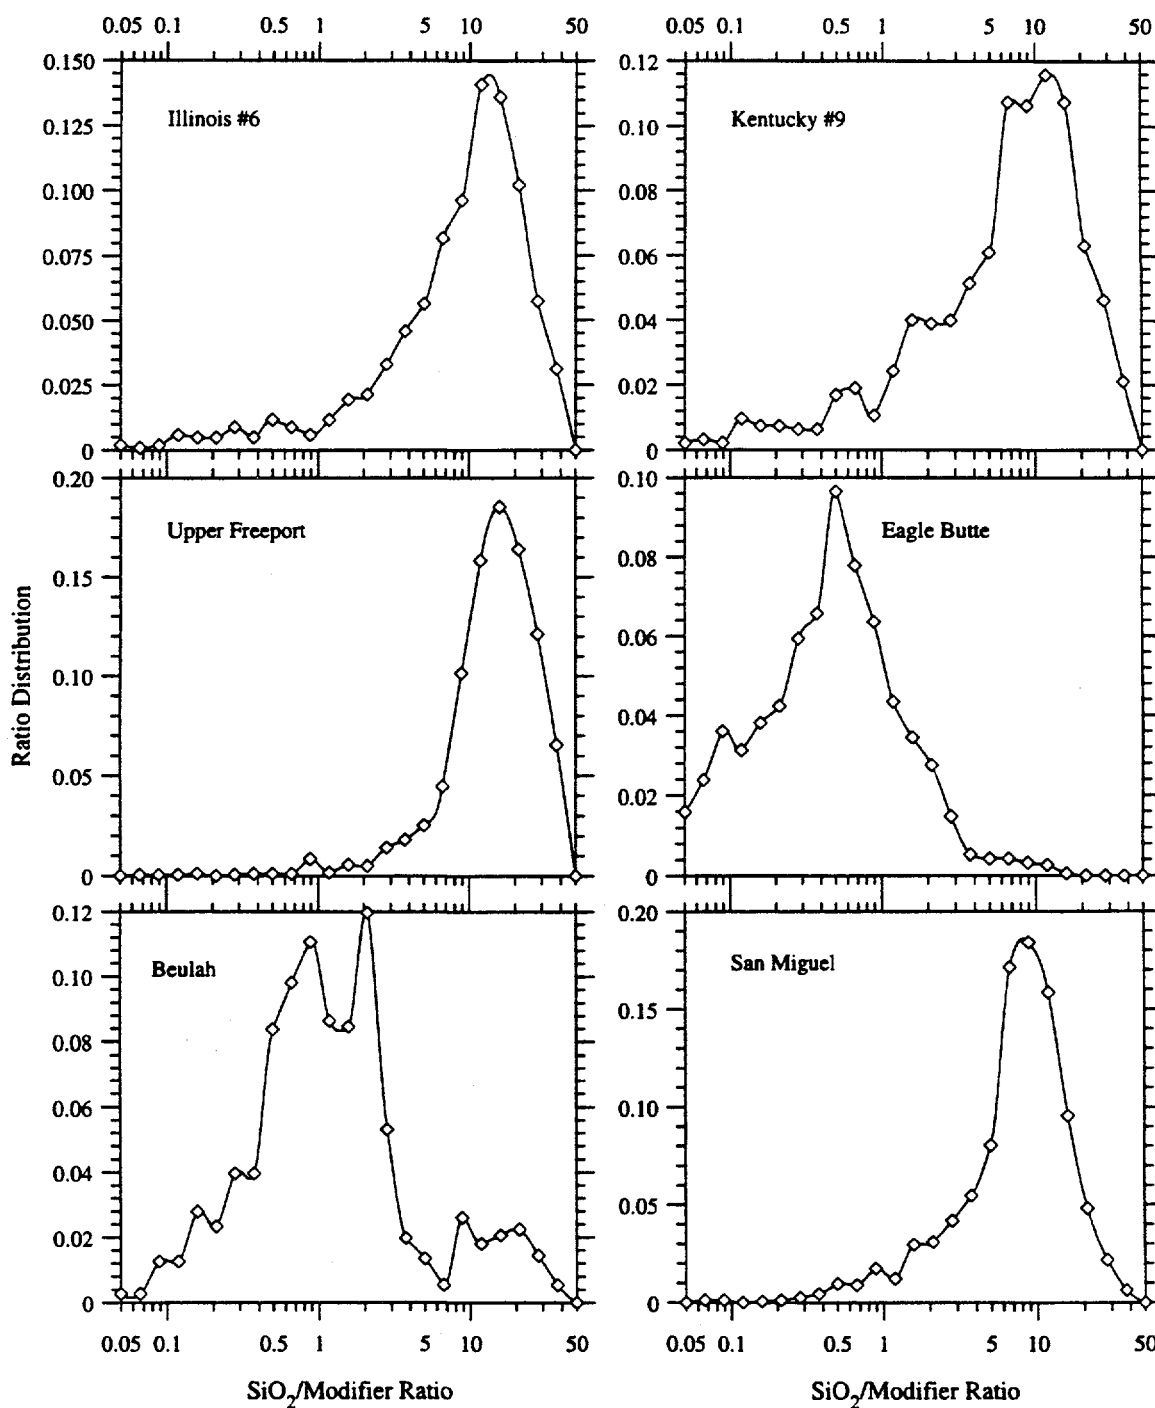 0.05 0.1 0.5 1 5 10 50
0.05 0.1 0.5 1 5 10 50
0.150
0.125
0.100
0.075
0.050
0.025
0
Illinois #6
0.12
0.10
0.08
0.06
0.04
0.02
0
Kentucky #9
Ratio Distribution
0.20
0.15
0.10
0.05
0
Upper Freeport
0.10
0.08
0.06
0.04
0.02
0
Eagle Butte
0.12
0.10
0.08
0.06
0.04
0.02
0
Beulah
0.20
0.15
0.10
0.05
0
San Miguel
0.05 0.1 0.5 1 5 10 50
0.05 0.1 0.5 1 5 10 50
SiO₂/Modifier Ratio
SiO₂/Modifier Ratio